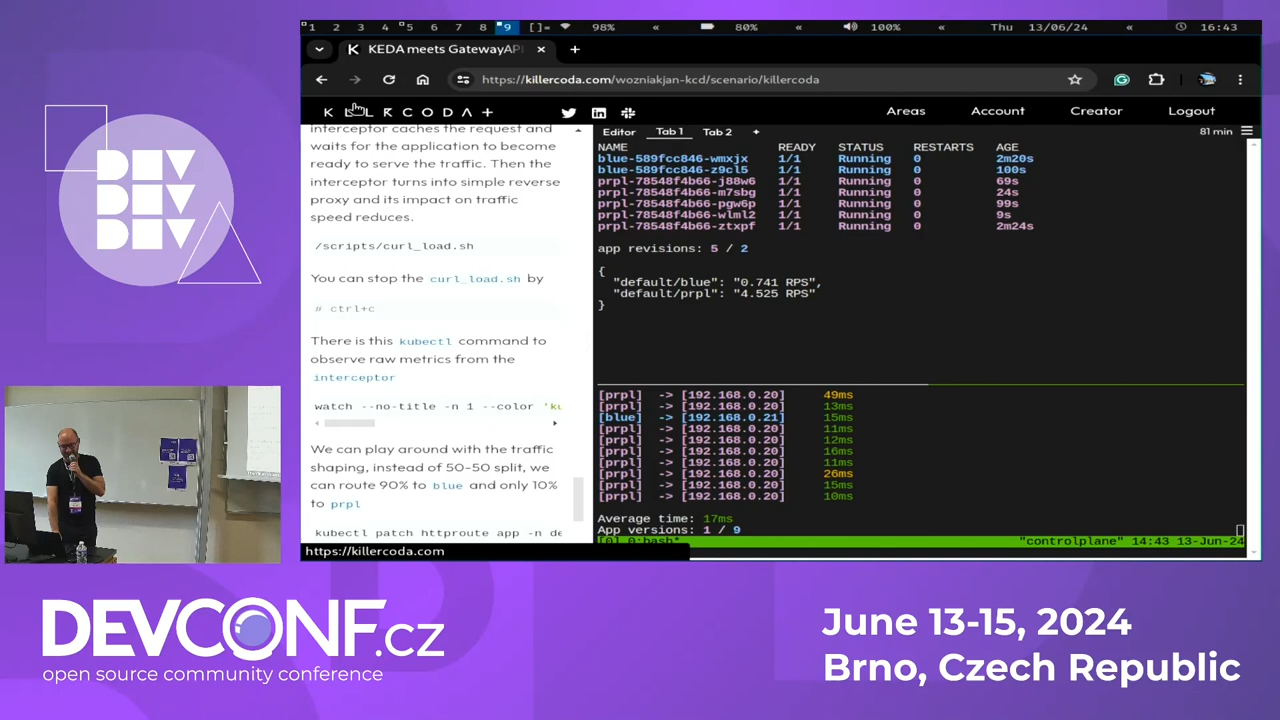 1 2 3 4 5 6 7 8 9 []= 98% « 80% « 100% « Thu 13/06/24 « 16:43
KEDA meets GatewayAPI
https://killercoda.com/wozniakjan-kcd/scenario/killercoda
Areas Account Creator Logout
interceptor caches the request and
waits for the application to become
ready to serve the traffic. Then the
interceptor turns into simple reverse
proxy and its impact on traffic
speed reduces.
/scripts/curl_load.sh
You can stop the curl_load.sh by
# ctrl+c
There is this kubectl command to
observe raw metrics from the
interceptor
watch --no-title -n 1 --color 'ku
We can play around with the traffic
shaping, instead of 50-50 split, we
can route 90% to blue and only 10%
to prpl
kubectl patch httproute app -n de
https://killercoda.com
Editor Tab 1 Tab 2 + 81 min
NAME READY STATUS RESTARTS AGE
blue-589fcc846-wmxjx 1/1 Running 0 2m20s
blue-589fcc846-z9cl5 1/1 Running 0 100s
prpl-78548f4b66-j88w6 1/1 Running 0 69s
prpl-78548f4b66-m7sbg 1/1 Running 0 24s
prpl-78548f4b66-pgw6p 1/1 Running 0 99s
prpl-78548f4b66-wlml2 1/1 Running 0 9s
prpl-78548f4b66-ztxpf 1/1 Running 0 2m24s
app revisions: 5 / 2
{
"default/blue": "0.741 RPS",
"default/prpl": "4.525 RPS"
}
[prpl] -> [192.168.0.20] 49ms
[prpl] -> [192.168.0.20] 13ms
[blue] -> [192.168.0.21] 15ms
[prpl] -> [192.168.0.20] 11ms
[prpl] -> [192.168.0.20] 12ms
[prpl] -> [192.168.0.20] 16ms
[prpl] -> [192.168.0.20] 11ms
[prpl] -> [192.168.0.20] 26ms
[prpl] -> [192.168.0.20] 15ms
[prpl] -> [192.168.0.20] 10ms
Average time: 17ms
App versions: 1 / 9
[0] 0:bash* "controlplane" 14:43 13-Jun-24
DEV
DEV
DEV
DEVCONF.cz
open source community conference
June 13-15, 2024
Brno, Czech Republic